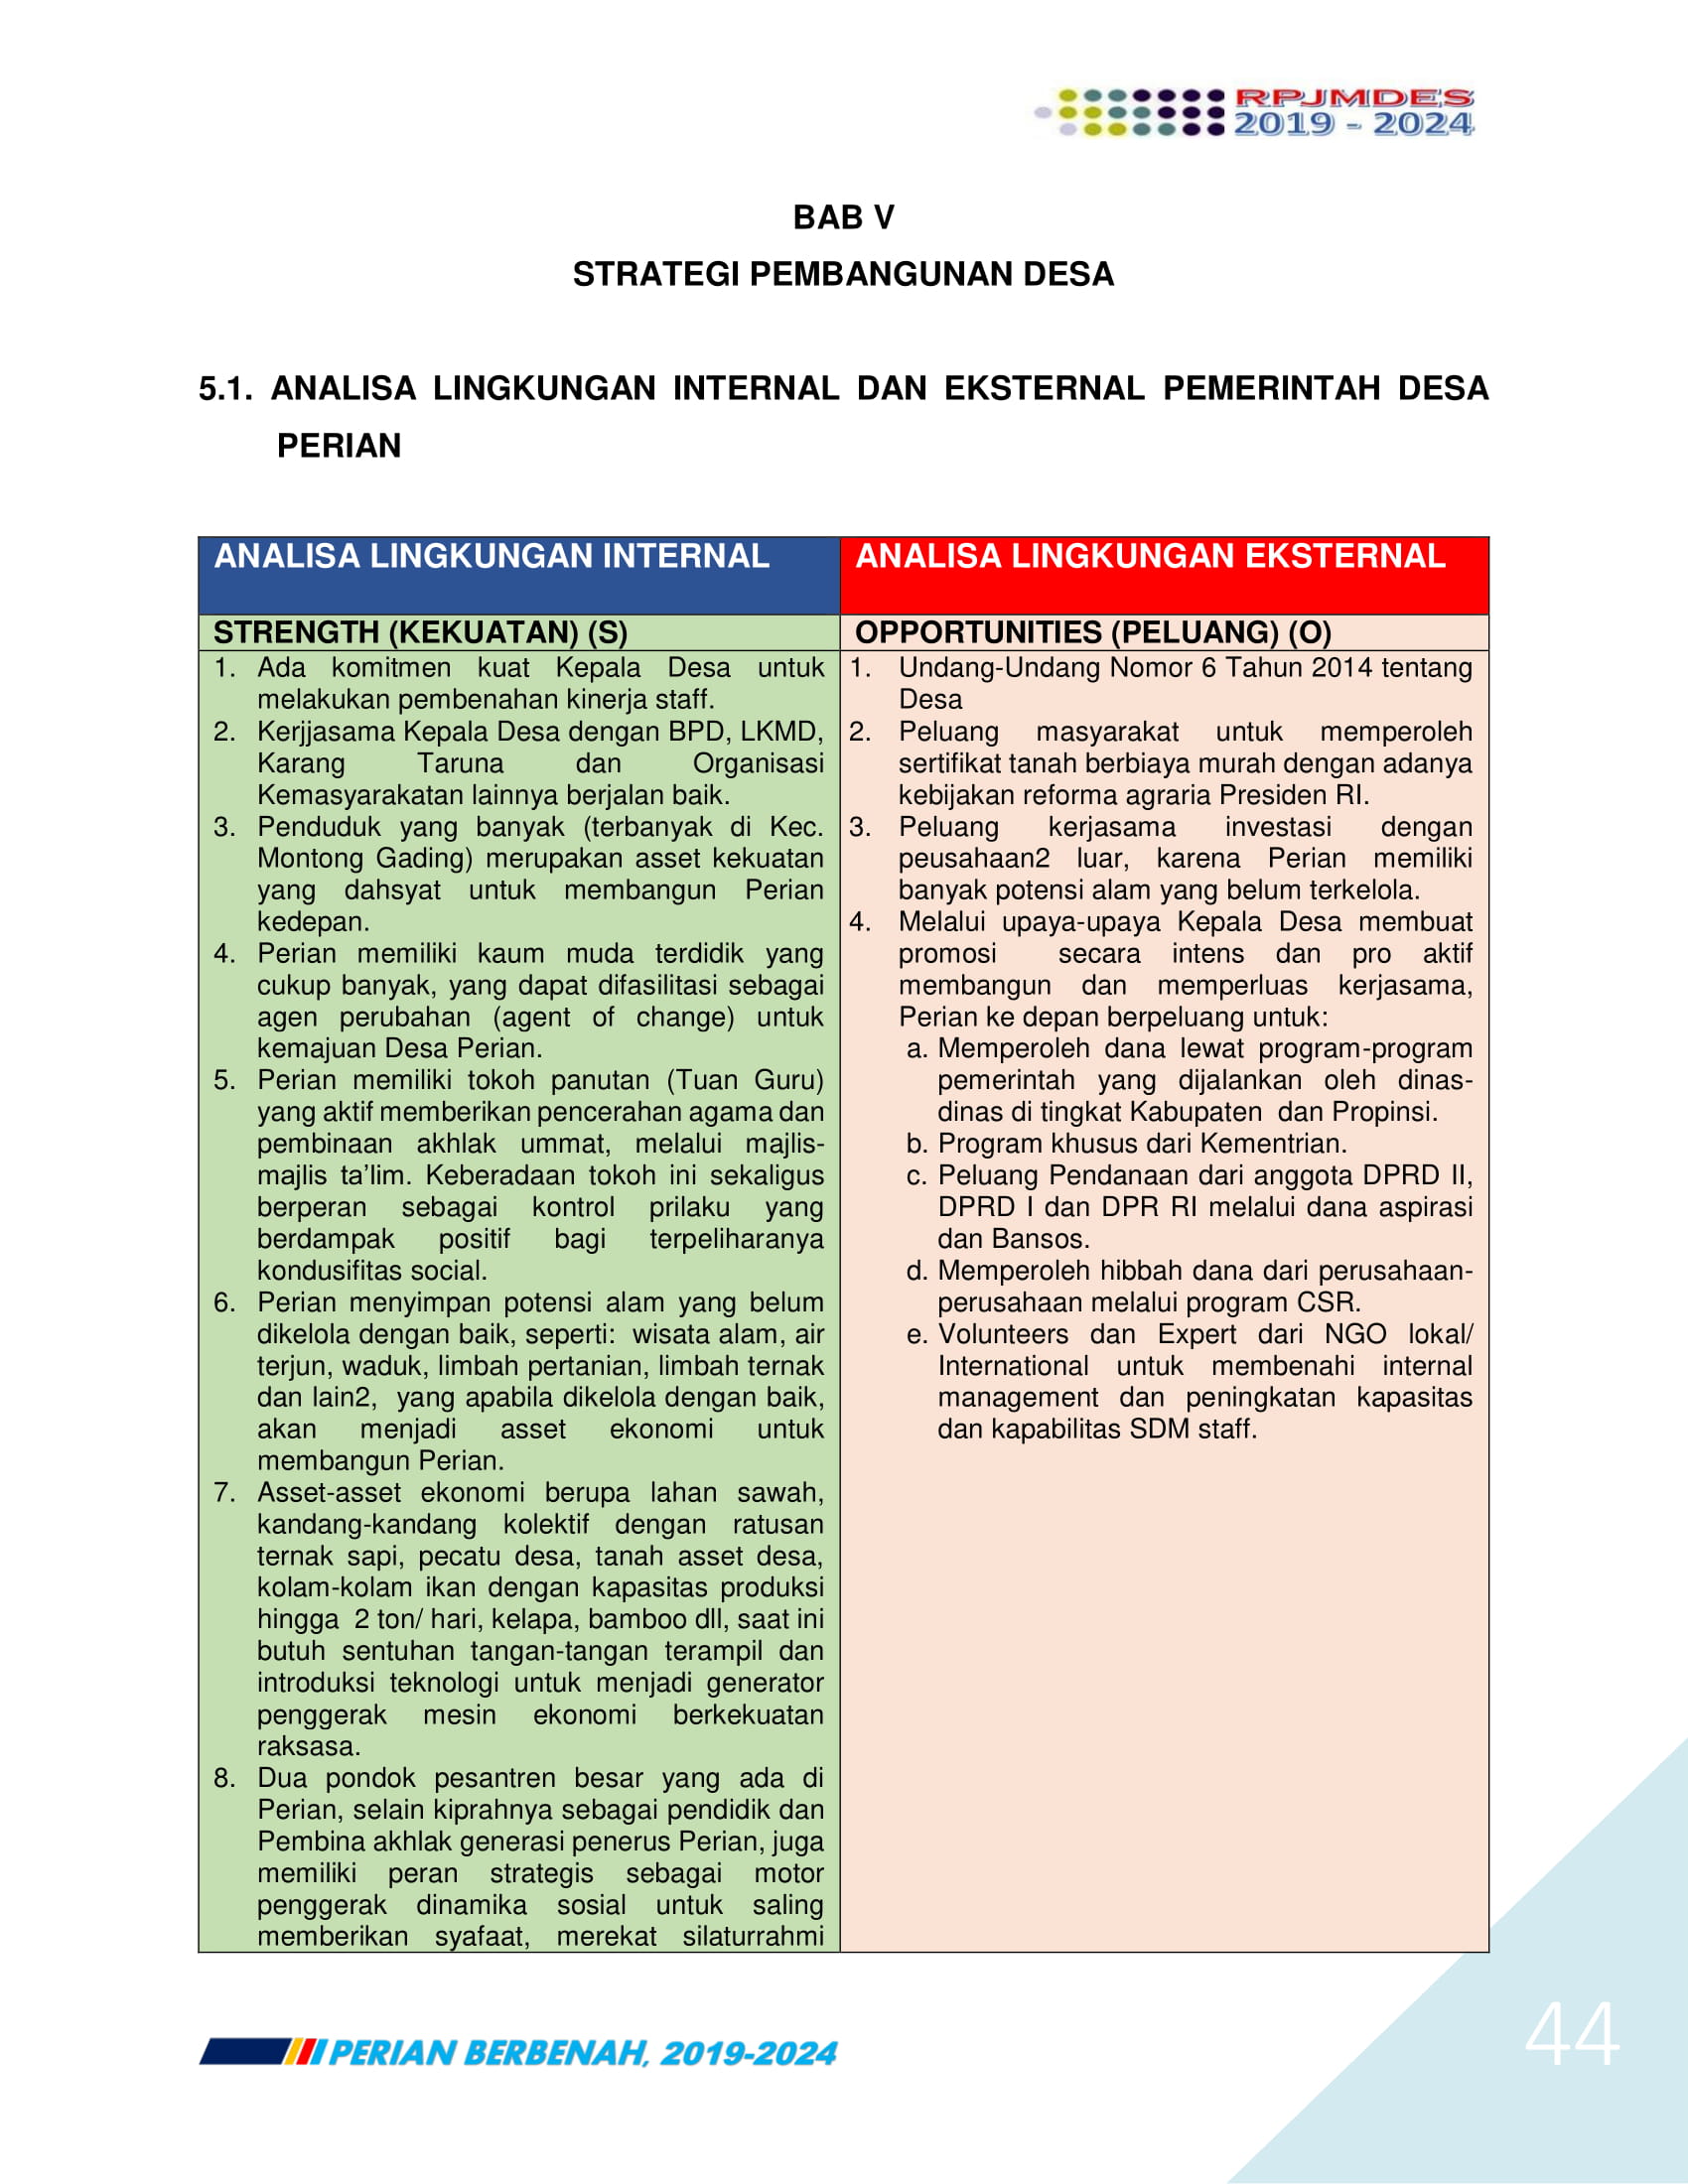 RPJMDES
2019 - 2024
BAB V
STRATEGI PEMBANGUNAN DESA
5.1. ANALISA LINGKUNGAN INTERNAL DAN EKSTERNAL PEMERINTAH DESA
PERIAN
ANALISA LINGKUNGAN INTERNAL
STRENGTH (KEKUATAN) (S)
1. Ada komitmen kuat Kepala Desa untuk
melakukan pembenahan kinerja staff.
2. Kerjjasama Kepala Desa dengan BPD, LKMD,
Karang Taruna dan Organisasi
Kemasyarakatan lainnya berjalan baik.
3. Penduduk yang banyak (terbanyak di Kec.
Montong Gading) merupakan asset kekuatan
yang dahsyat untuk membangun Perian
kedepan.
4. Perian memiliki kaum muda terdidik yang
cukup banyak, yang dapat difasilitasi sebagai
agen perubahan (agent of change) untuk
kemajuan Desa Perian.
5. Perian memiliki tokoh panutan (Tuan Guru)
yang aktif memberikan pencerahan agama dan
pembinaan akhlak ummat, melalui majlis-
majlis ta’lim. Keberadaan tokoh ini sekaligus
berperan sebagai kontrol prilaku yang
berdampak positif bagi terpeliharanya
kondusifitas social.
6. Perian menyimpan potensi alam yang belum
dikelola dengan baik, seperti: wisata alam, air
terjun, waduk, limbah pertanian, limbah ternak
dan lain2, yang apabila dikelola dengan baik,
akan menjadi asset ekonomi untuk
membangun Perian.
7. Asset-asset ekonomi berupa lahan sawah,
kandang-kandang kolektif dengan ratusan
ternak sapi, pecatu desa, tanah asset desa,
kolam-kolam ikan dengan kapasitas produksi
hingga 2 ton/ hari, kelapa, bamboo dll, saat ini
butuh sentuhan tangan-tangan terampil dan
introduksi teknologi untuk menjadi generator
penggerak mesin ekonomi berkekuatan
raksasa.
8. Dua pondok pesantren besar yang ada di
Perian, selain kiprahnya sebagai pendidik dan
Pembina akhlak generasi penerus Perian, juga
memiliki peran strategis sebagai motor
penggerak dinamika sosial untuk saling
memberikan syafaat, merekat silaturrahmi
ANALISA LINGKUNGAN EKSTERNAL
OPPORTUNITIES (PELUANG) (O)
1. Undang-Undang Nomor 6 Tahun 2014 tentang
Desa
2. Peluang masyarakat untuk memperoleh
sertifikat tanah berbiaya murah dengan adanya
kebijakan reforma agraria Presiden RI.
3. Peluang kerjasama investasi dengan
peusahaan2 luar, karena Perian memiliki
banyak potensi alam yang belum terkelola.
4. Melalui upaya-upaya Kepala Desa membuat
promosi secara intens dan pro aktif
membangun dan memperluas kerjasama,
Perian ke depan berpeluang untuk:
a. Memperoleh dana lewat program-program
pemerintah yang dijalankan oleh dinas-
dinas di tingkat Kabupaten dan Propinsi.
b. Program khusus dari Kementrian.
c. Peluang Pendanaan dari anggota DPRD II,
DPRD I dan DPR RI melalui dana aspirasi
dan Bansos.
d. Memperoleh hibbah dana dari perusahaan-
perusahaan melalui program CSR.
e. Volunteers dan Expert dari NGO lokal/
International untuk membenahi internal
management dan peningkatan kapasitas
dan kapabilitas SDM staff.
PERIAN BERBENAH, 2019-2024
44